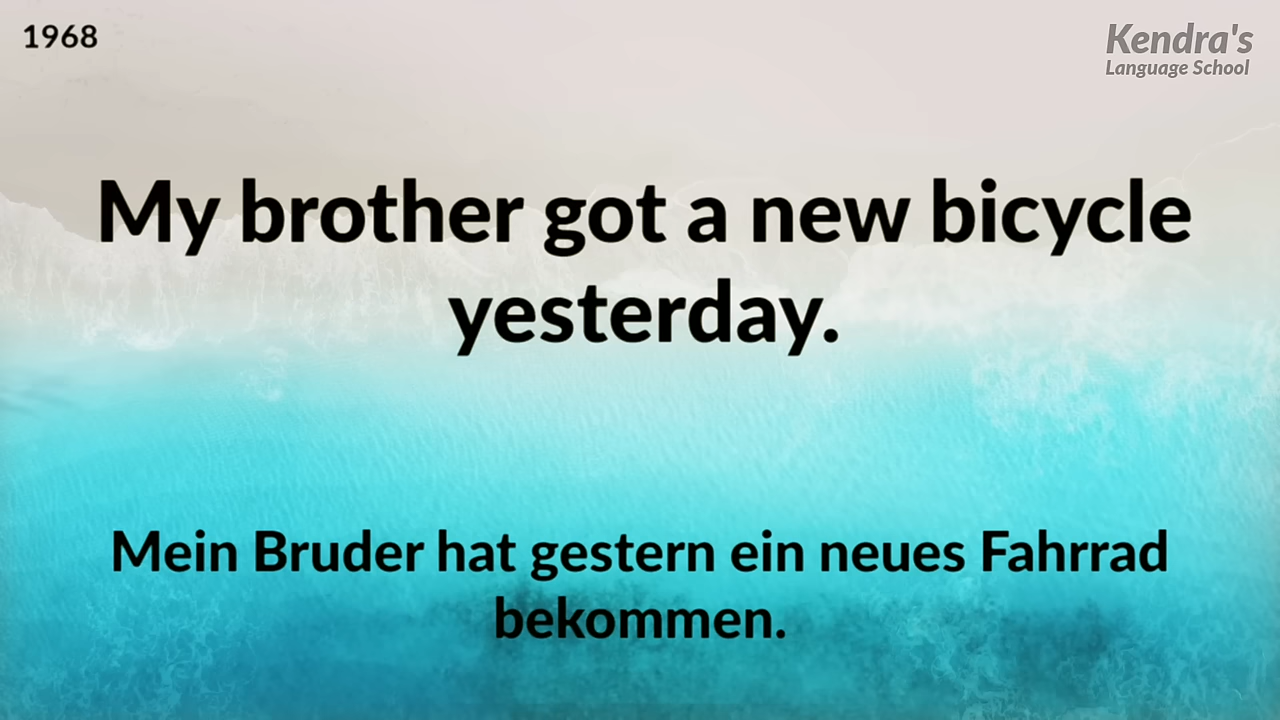 1968
Kendra's
Language School
My brother got a new bicycle
yesterday.
Mein Bruder hat gestern ein neues Fahrrad
bekommen.